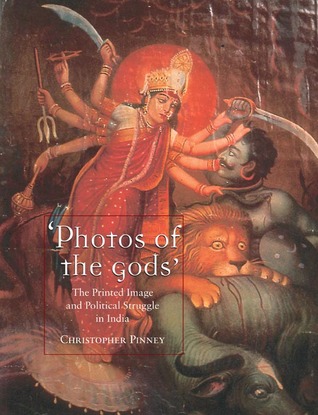 ‘Photos of
the gods’
The Printed Image
and Political Struggle
in India
Christopher Pinney